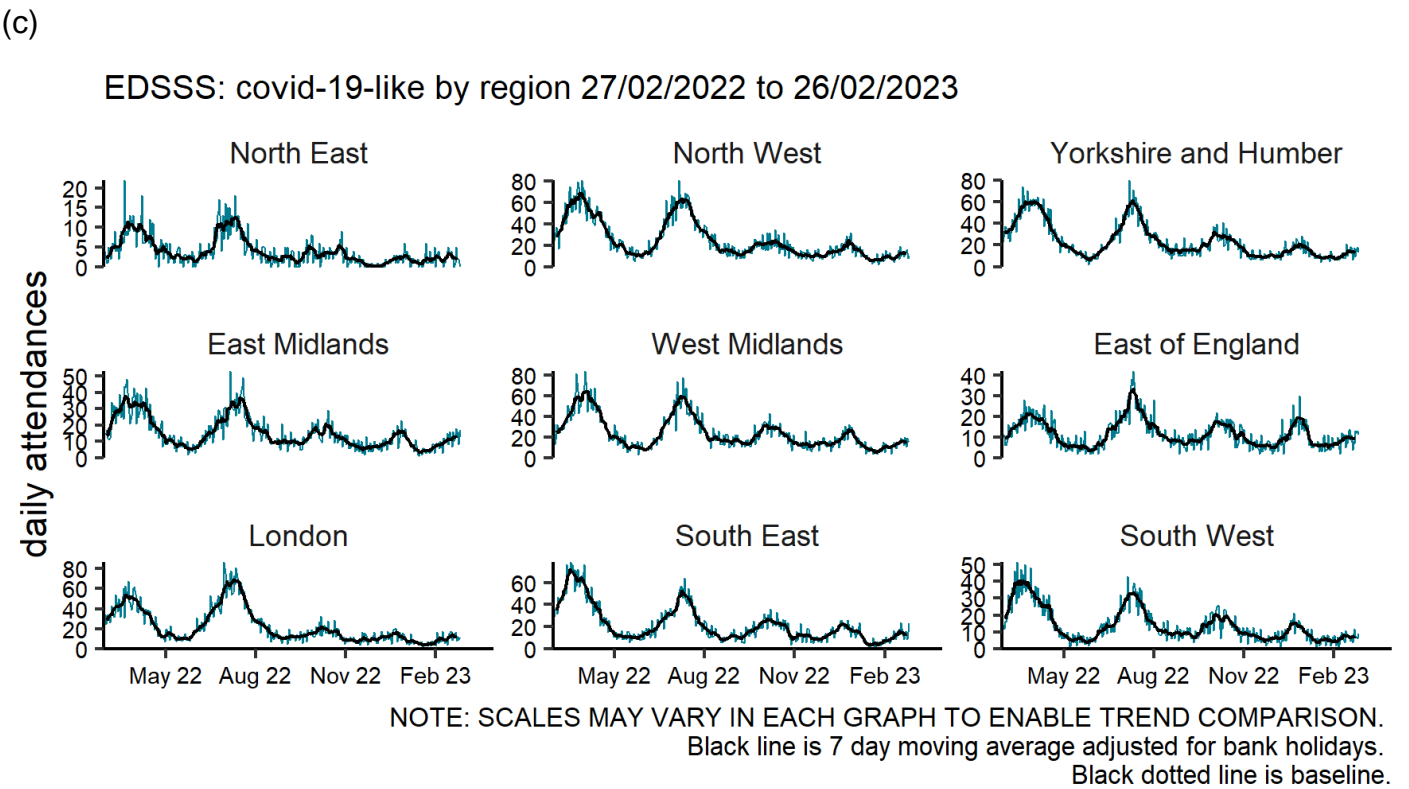 (c)
EDSSS: covid-19-like by region 27/02/2022 to 26/02/2023
daily attendances
North East
20
15
10
5
0
North West
80
60
40
20
0
Yorkshire and Humber
80
60
40
20
0
East Midlands
50
40
30
20
10
0
West Midlands
80
60
40
20
0
East of England
40
30
20
10
0
London
80
60
40
20
0
May 22 Aug 22 Nov 22 Feb 23
South East
60
40
20
0
May 22 Aug 22 Nov 22 Feb 23
South West
50
40
30
20
10
0
May 22 Aug 22 Nov 22 Feb 23
NOTE: SCALES MAY VARY IN EACH GRAPH TO ENABLE TREND COMPARISON.
Black line is 7 day moving average adjusted for bank holidays.
Black dotted line is baseline.